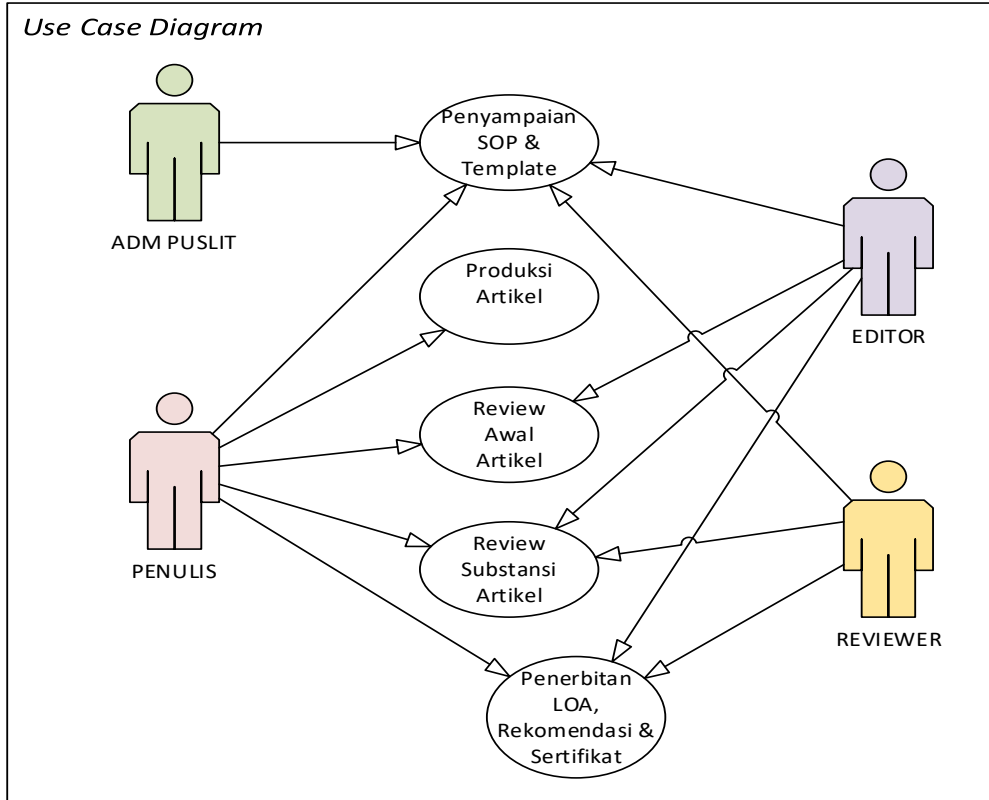 Use Case Diagram
Penyampaian
SOP &
Template
ADM PUSLIT
Produksi
Artikel
EDITOR
Review
Awal
Artikel
PENULIS
Review
Substansi
Artikel
REVIEWER
Penerbitan
LOA,
Rekomendasi &
Sertifikat